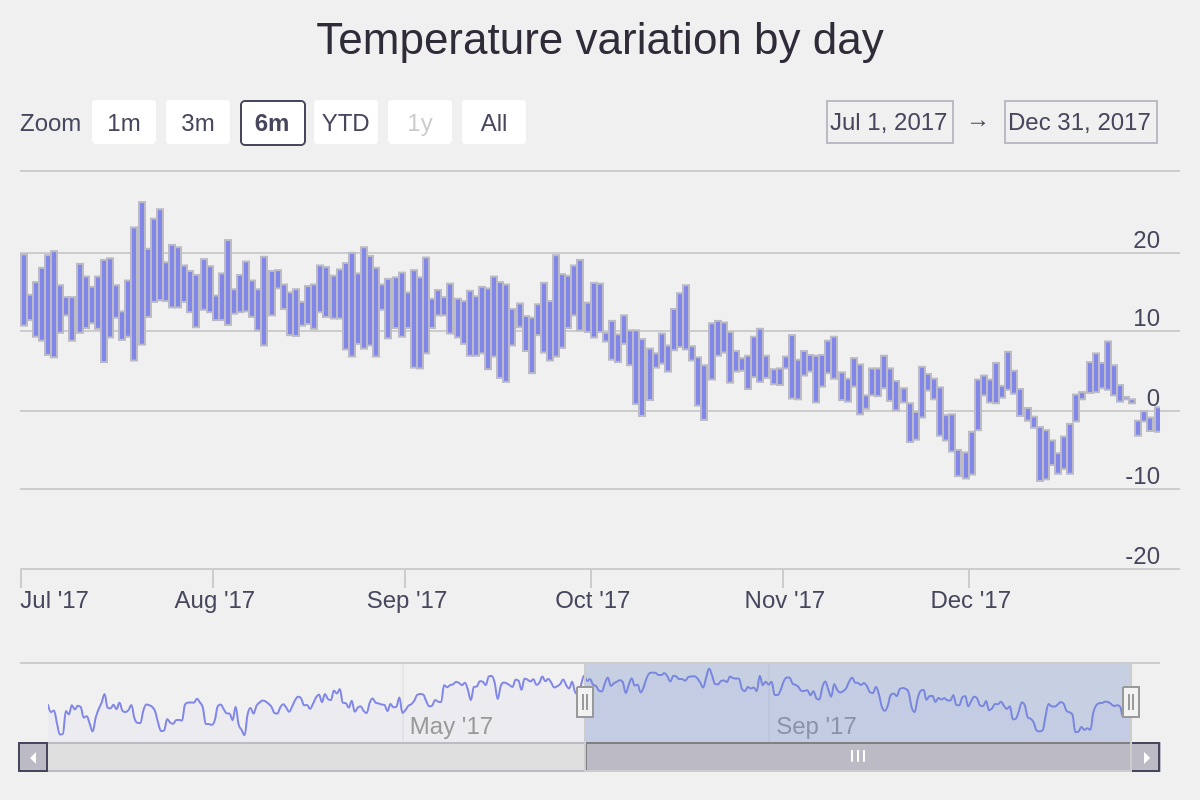 Temperature variation by day
Zoom 1m 3m 6m YTD 1y All Jul 1, 2017 → Dec 31, 2017
20
10
0
-10
-20
Jul '17 Aug '17 Sep '17 Oct '17 Nov '17 Dec '17
May '17 Sep '17